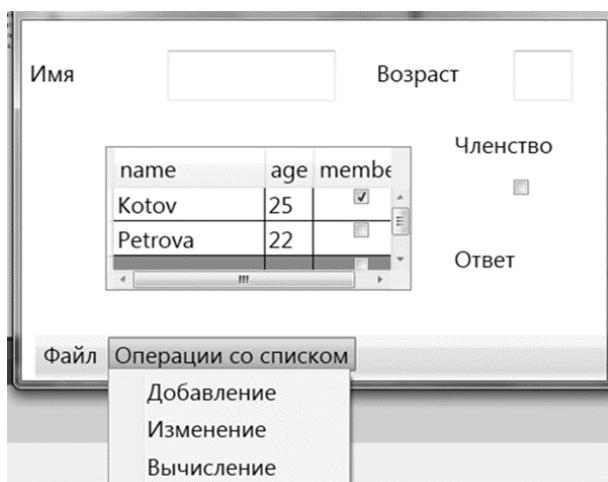 Имя Возраст
Членство
name age membe
Kotov 25
Petrova 22
Ответ
Файл Операции со списком
Добавление
Изменение
Вычисление